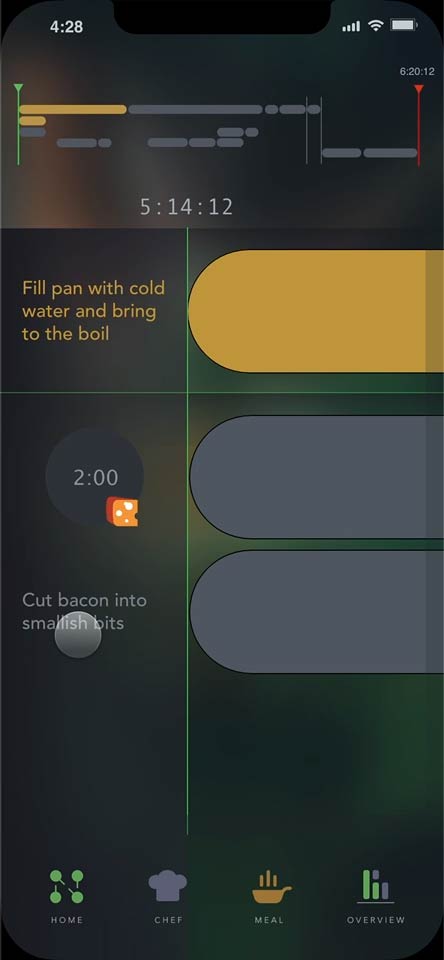 4:28
6:20:12
5:14:12
Fill pan with cold
water and bring
to the boil
2:00
Cut bacon into
smallish bits
HOME CHEF MEAL OVERVIEW